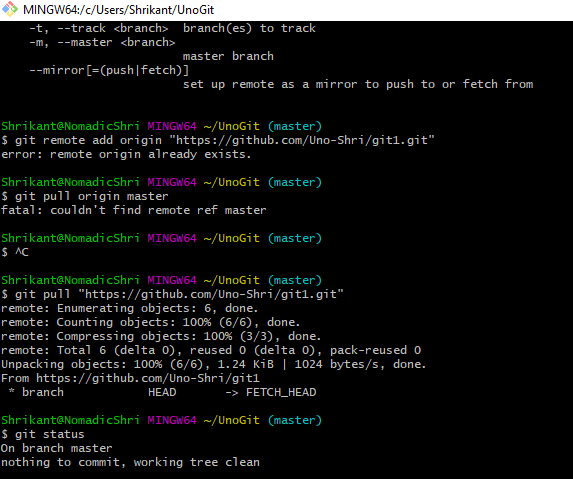 MINGW64:/c/Users/Shrikant/UnoGit
-t, --track <branch>  branch(es) to track
-m, --master <branch>
master branch
--mirror[=(push|fetch)]
set up remote as a mirror to push to or fetch from
Shrikant@NomadicShri MINGW64 ~/UnoGit (master)
$ git remote add origin "https://github.com/Uno-Shri/git1.git"
error: remote origin already exists.
Shrikant@NomadicShri MINGW64 ~/UnoGit (master)
$ git pull origin master
fatal: couldn't find remote ref master
Shrikant@NomadicShri MINGW64 ~/UnoGit (master)
$ ^C
Shrikant@NomadicShri MINGW64 ~/UnoGit (master)
$ git pull "https://github.com/Uno-Shri/git1.git"
remote: Enumerating objects: 6, done.
remote: Counting objects: 100% (6/6), done.
remote: Compressing objects: 100% (3/3), done.
remote: Total 6 (delta 0), reused 0 (delta 0), pack-reused 0
Unpacking objects: 100% (6/6), 1.24 KiB | 1024 bytes/s, done.
From https://github.com/Uno-Shri/git1
* branch            HEAD       -> FETCH_HEAD
Shrikant@NomadicShri MINGW64 ~/UnoGit (master)
$ git status
On branch master
nothing to commit, working tree clean